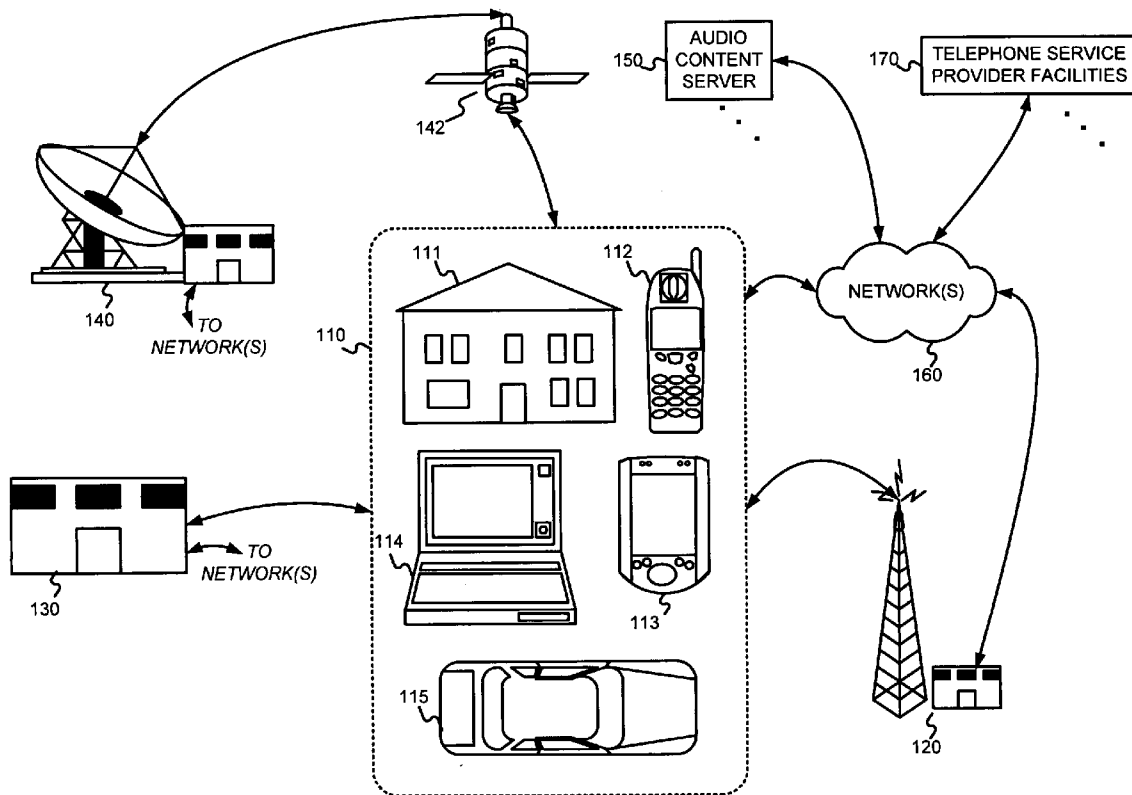 150
AUDIO
CONTENT
SERVER
170
TELEPHONE SERVICE
PROVIDER FACILITIES
142
140
TO
NETWORK(S)
110
111
112
NETWORK(S)
160
130
TO
NETWORK(S)
114
113
115
120